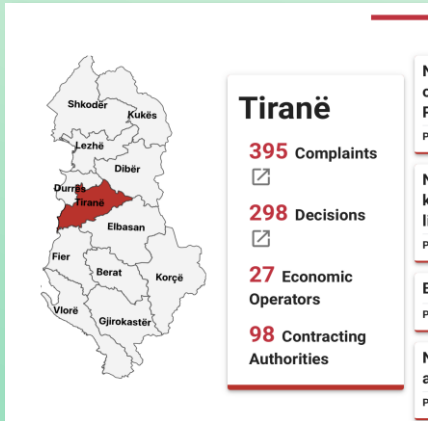 Shkodër
Kukës
Lezhë
Dibër
Durrës
Tiranë
Elbasan
Fier
Berat
Korçë
Vlorë
Gjirokastër
Tiranë
395 Complaints
298 Decisions
27 Economic
Operators
98 Contracting
Authorities